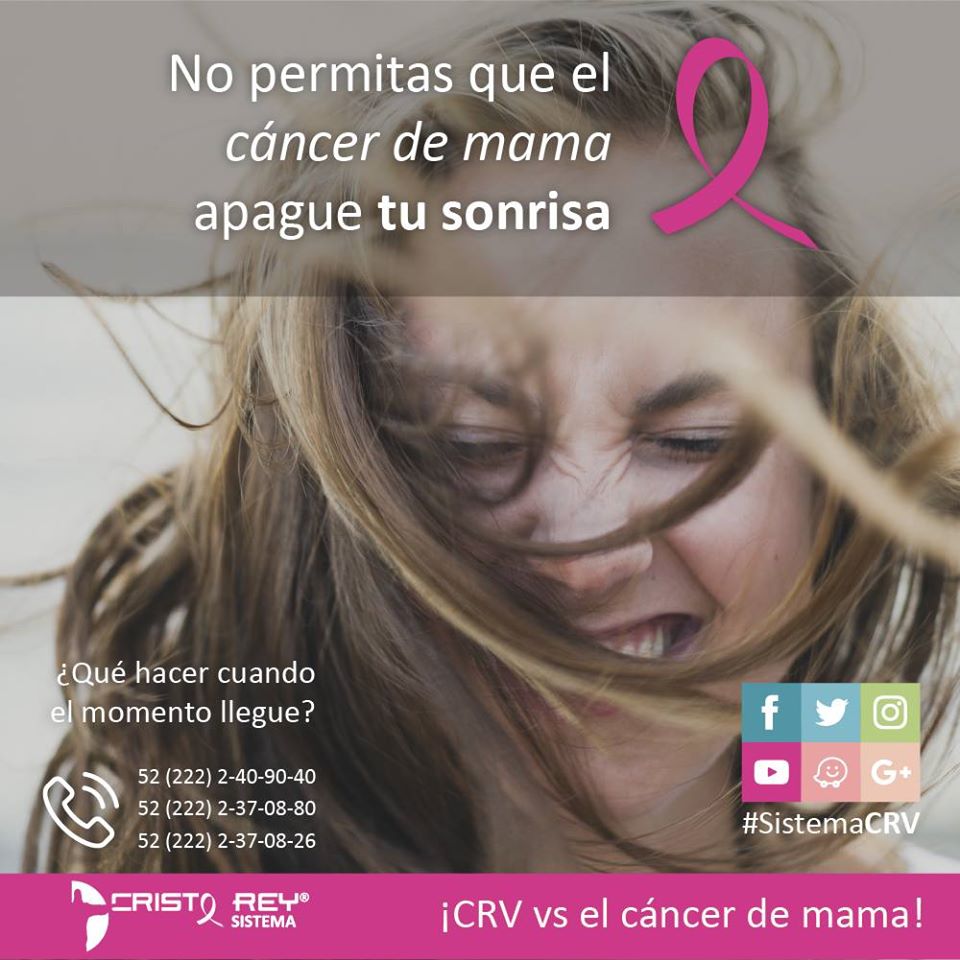 No permitas que el
cáncer de mama
apague tu sonrisa
¿Qué hacer cuando
el momento llegue?
52 (222) 2-40-90-40
52 (222) 2-37-08-80
52 (222) 2-37-08-26
f
G+
#SistemaCRV
CRISTO REY®
SISTEMA
¡CRV vs el cáncer de mama!